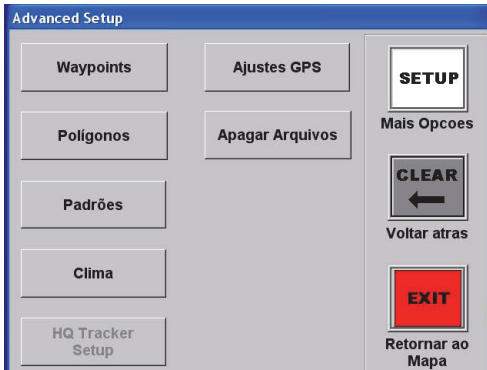 Advanced Setup
Waypoints
Polígonos
Padrões
Clima
HQ Tracker
Setup
Ajustes GPS
Apagar Arquivos
SETUP
Mais Opcoes
CLEAR
Voltar atras
EXIT
Retornar ao
Mapa